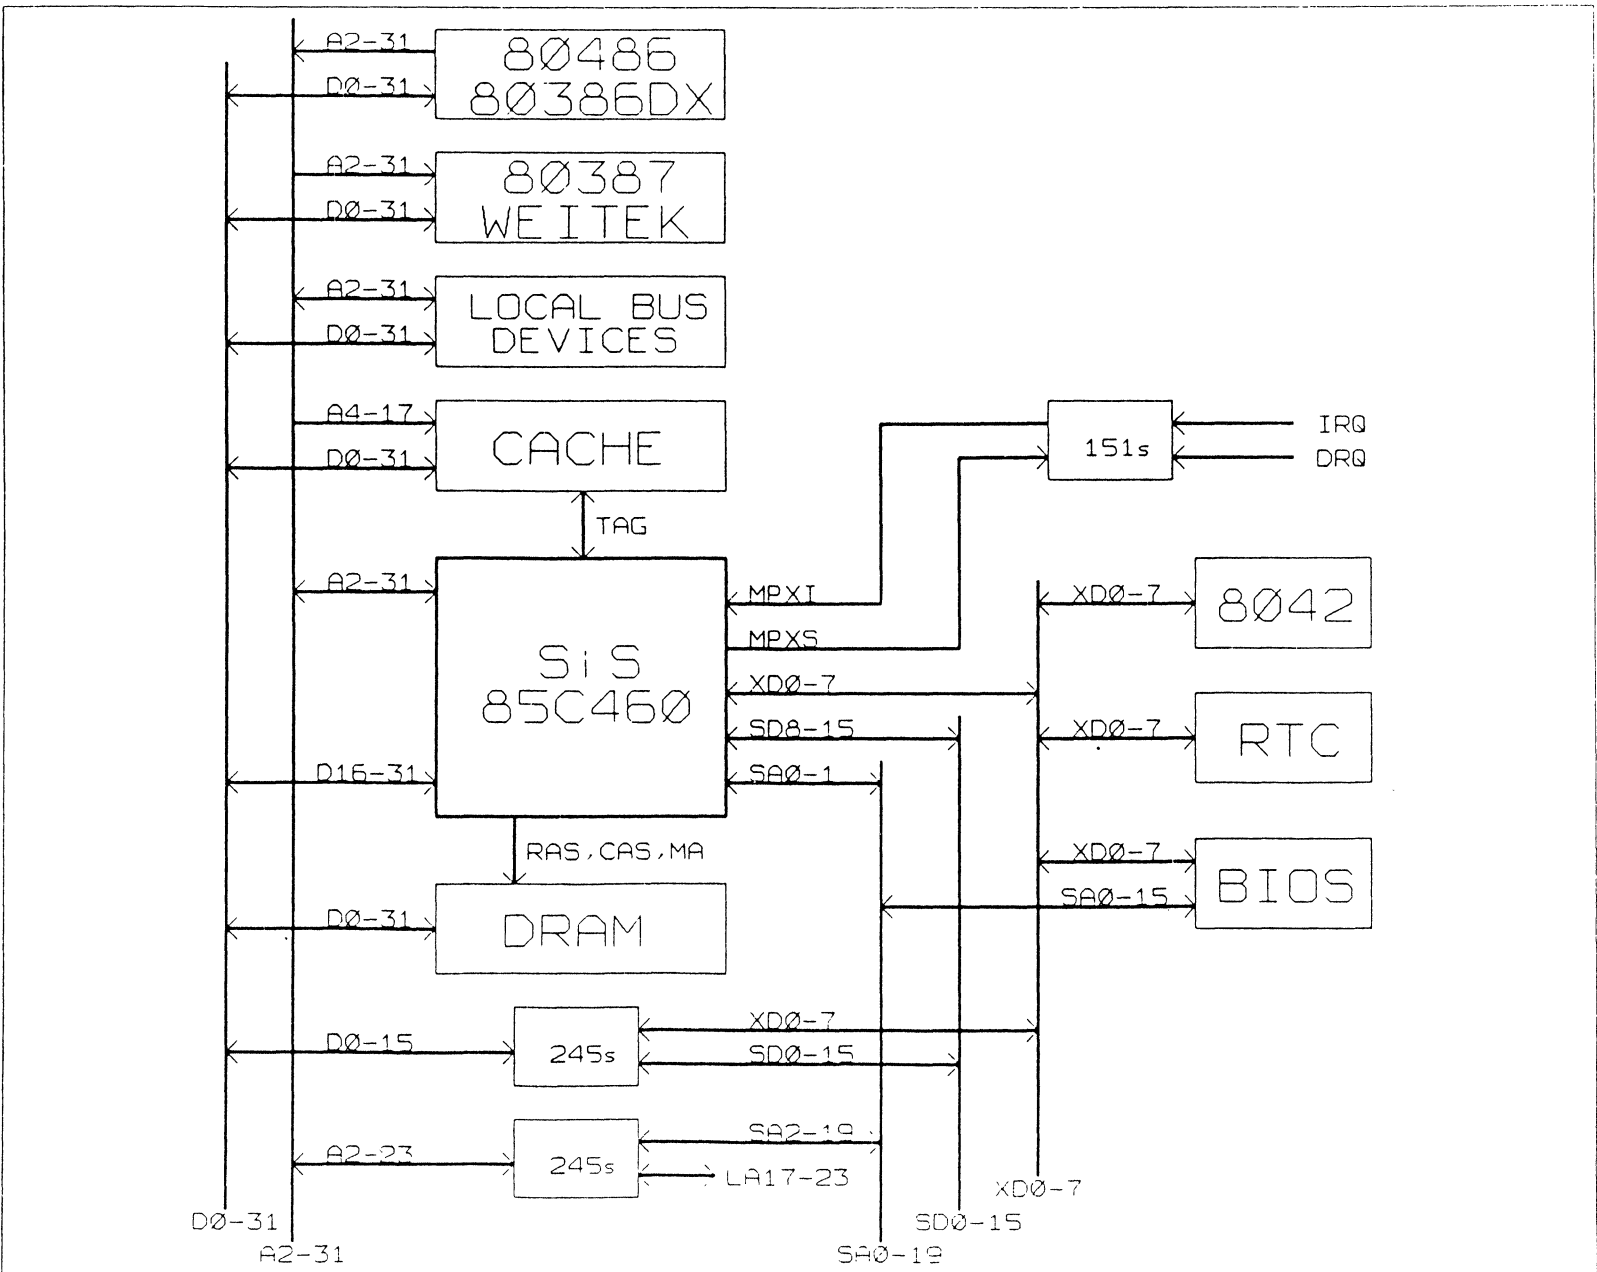 A2-31
80486
D0-31
80386DX
A2-31
80387
D0-31
WEITEK
A2-31
LOCAL BUS
D0-31
DEVICES
A4-17
CACHE
D0-31
TAG
151s
IRQ
DRQ
A2-31
SiS
85C460
D16-31
MPXI
MPXS
XD0-7
SD8-15
SA0-1
XD0-7
8042
XD0-7
RTC
XD0-7
SA0-15
BIOS
RAS,CAS,MA
D0-31
DRAM
D0-15
245s
XD0-7
SD0-15
A2-23
245s
SA2-19
LA17-23
D0-31
A2-31
SA0-19
SD0-15
XD0-7